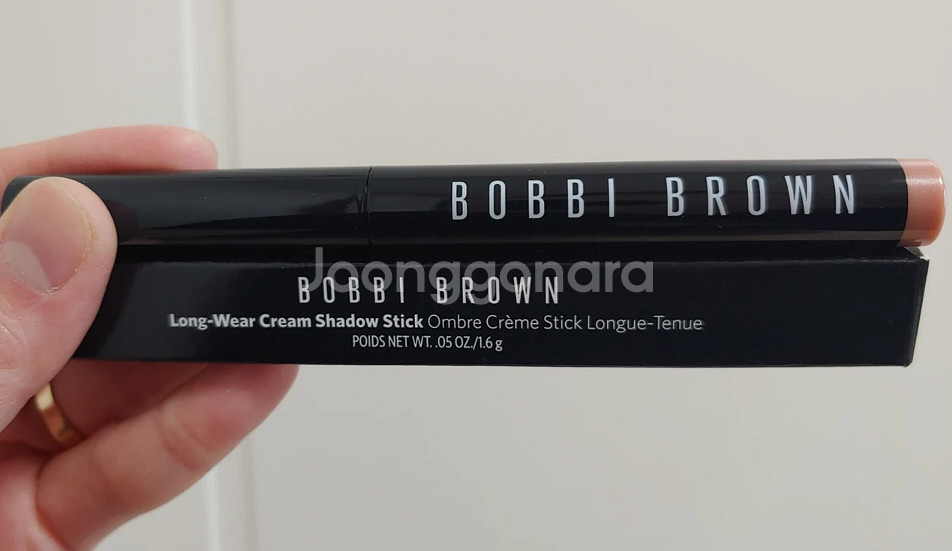 BOBBI BROWN
Joonggonara
BOBBI BROWN
Long-Wear Cream Shadow Stick Ombre Crème Stick Longue-Tenue
POIDS NET WT. .05 OZ./1.6 g